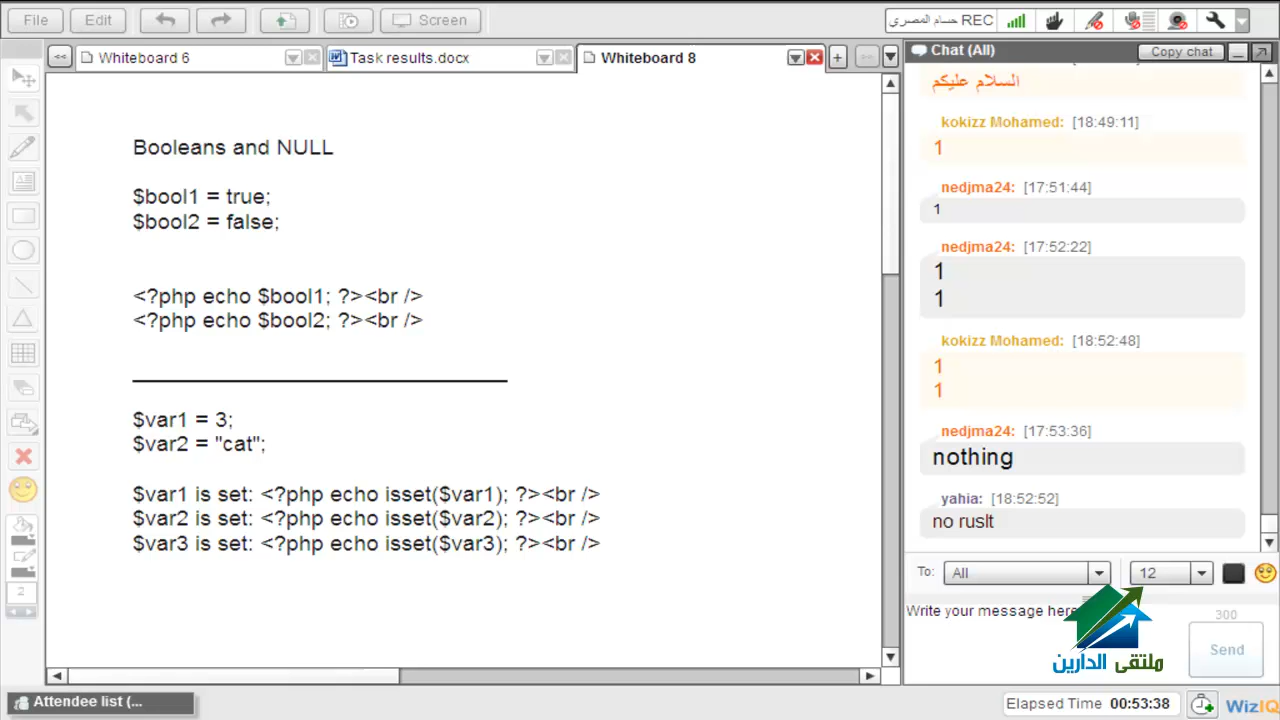 File
Edit
Screen
حسام المصري REC
<<
Whiteboard 6
Task results.docx
Whiteboard 8
Chat (All)
Copy chat
السلام عليكم
kokizz Mohamed: [18:49:11]
1
nedjma24: [17:51:44]
1
nedjma24: [17:52:22]
1
1
kokizz Mohamed: [18:52:48]
1
1
nedjma24: [17:53:36]
nothing
yahia: [18:52:52]
no ruslt
To: All
12
Write your message here
300
Send
ملتقى الدارين
Booleans and NULL
$bool1 = true;
$bool2 = false;
<?php echo $bool1; ?><br />
<?php echo $bool2; ?><br />
$var1 = 3;
$var2 = "cat";
$var1 is set: <?php echo isset($var1); ?><br />
$var2 is set: <?php echo isset($var2); ?><br />
$var3 is set: <?php echo isset($var3); ?><br />
2
Attendee list (...
Elapsed Time 00:53:38
WizIQ